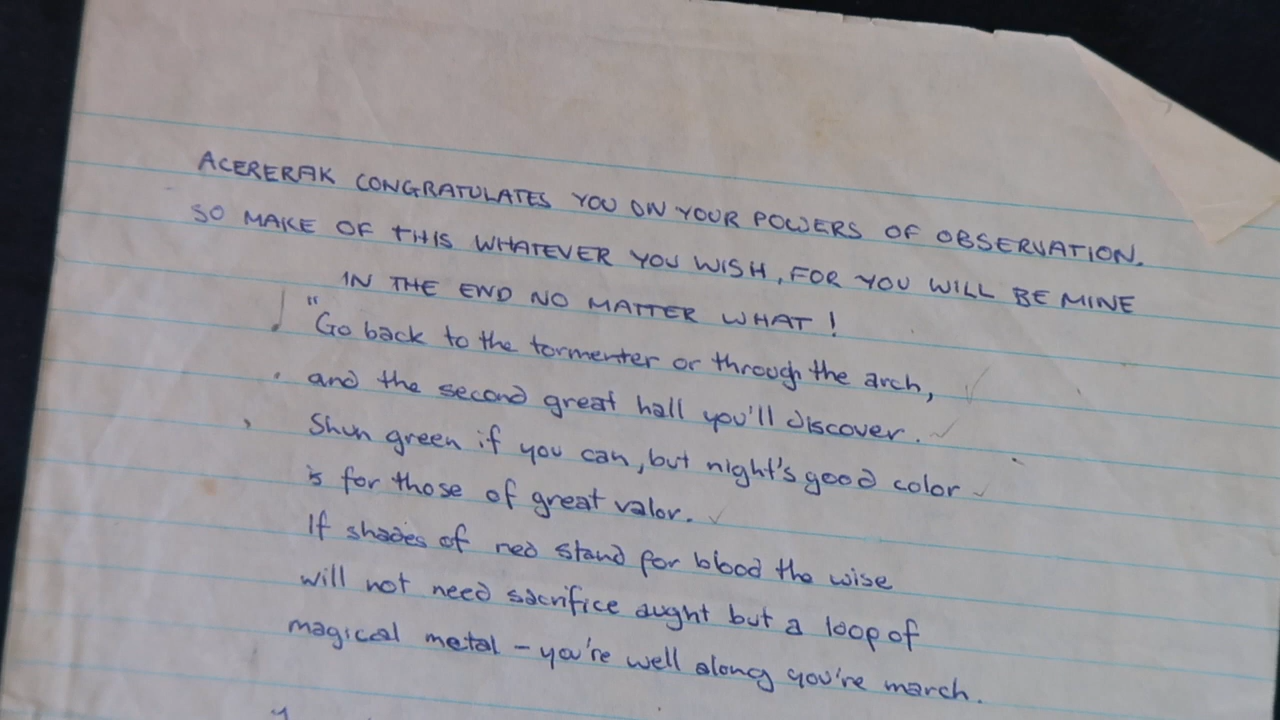 ACERERAK CONGRATULATES YOU ON YOUR POWERS OF OBSERVATION.
SO MAKE OF THIS WHATEVER YOU WISH, FOR YOU WILL BE MINE
IN THE END NO MATTER WHAT!
"Go back to the tormenter or through the arch,
and the second great hall you'll discover.
Shun green if you can, but night's good color
is for those of great valor.
If shades of red stand for blood the wise
will not need sacrifice aught but a loop of
magical metal - you're well along you're march.